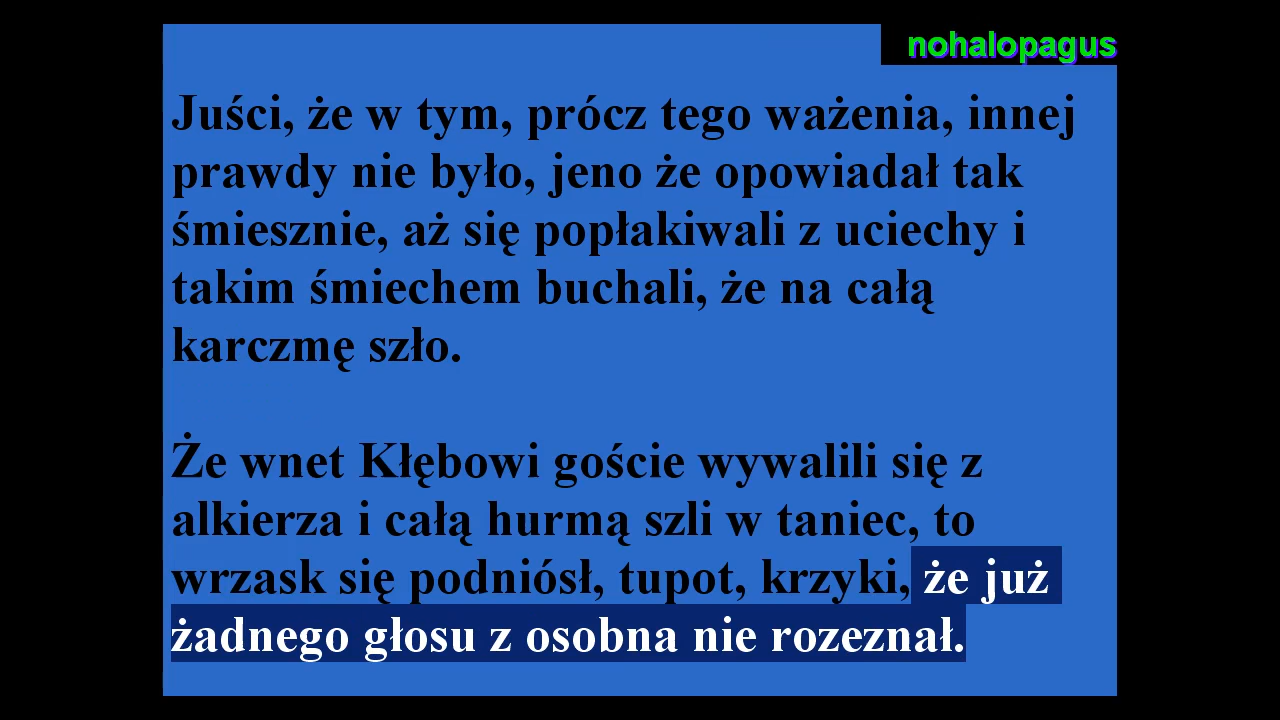 nohalopagus
Juści, że w tym, prócz tego ważenia, innej
prawdy nie było, jeno że opowiadał tak
śmiesznie, aż się popłakiwali z uciechy i
takim śmiechem buchali, że na całą
karczmę szło.
Że wnet Kłębowi goście wywalili się z
alkierza i całą hurmą szli w taniec, to
wrzask się podniósł, tupot, krzyki, że już
żadnego głosu z osobna nie rozeznał.